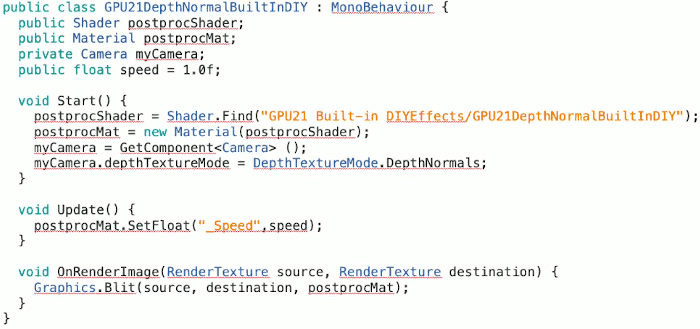 public class GPU21DepthNormalBuiltInDIY : MonoBehaviour {
public Shader postprocShader;
public Material postprocMat;
private Camera myCamera;
public float speed = 1.0f;
void Start() {
postprocShader = Shader.Find("GPU21 Built-in DIYEffects/GPU21DepthNormalBuiltInDIY");
postprocMat = new Material(postprocShader);
myCamera = GetComponent<Camera> ();
myCamera.depthTextureMode = DepthTextureMode.DepthNormals;
}
void Update() {
postprocMat.SetFloat("_Speed",speed);
}
void OnRenderImage(RenderTexture source, RenderTexture destination) {
Graphics.Blit(source, destination, postprocMat);
}
}